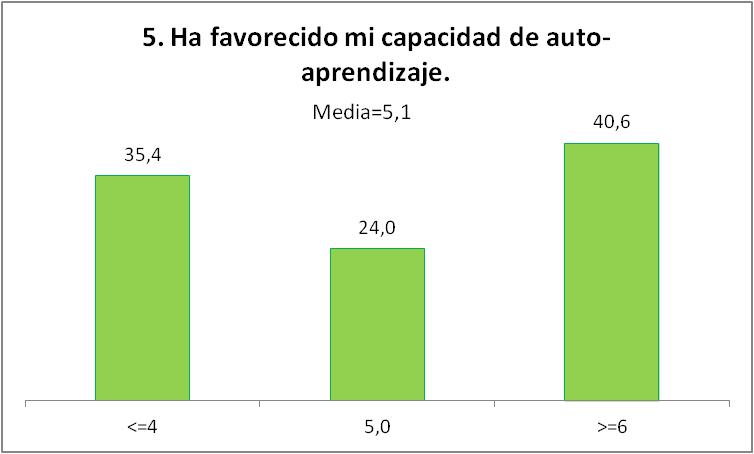 5. Ha favorecido mi capacidad de auto-
aprendizaje.
Media=5,1
40,6
35,4
24,0
<=4
5,0
>=6